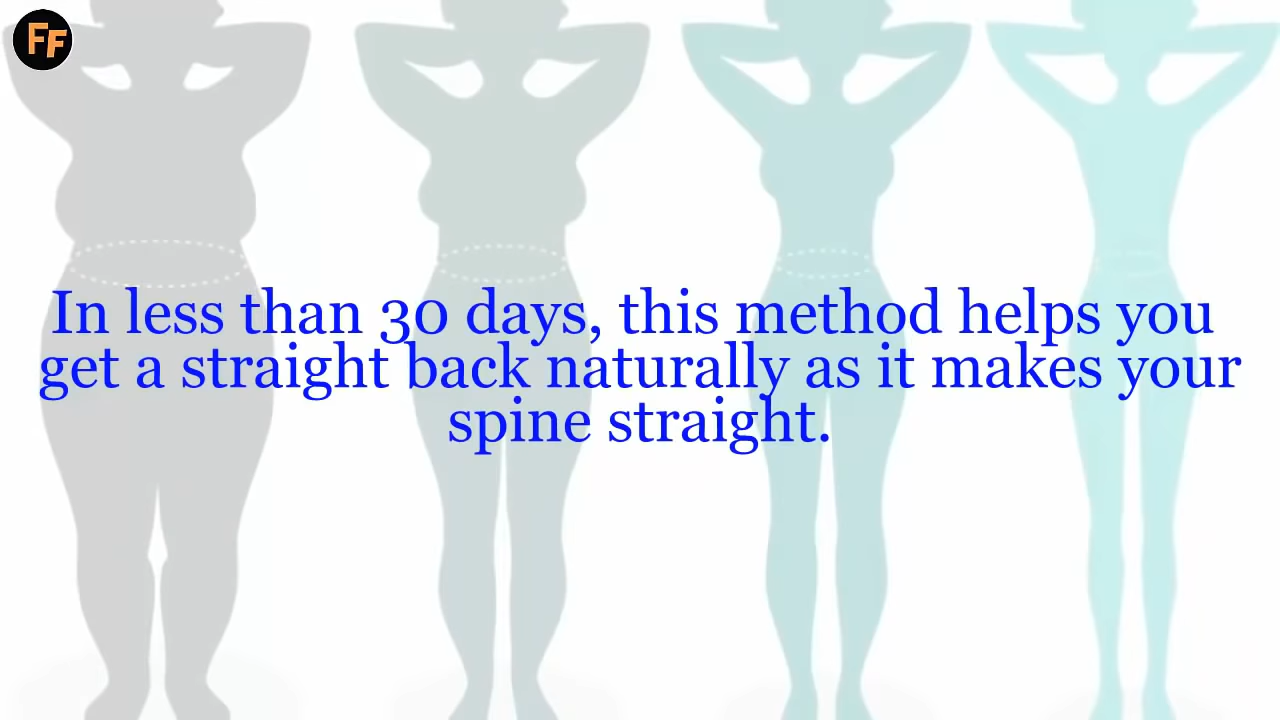 FF
In less than 30 days, this method helps you
get a straight back naturally as it makes your
spine straight.